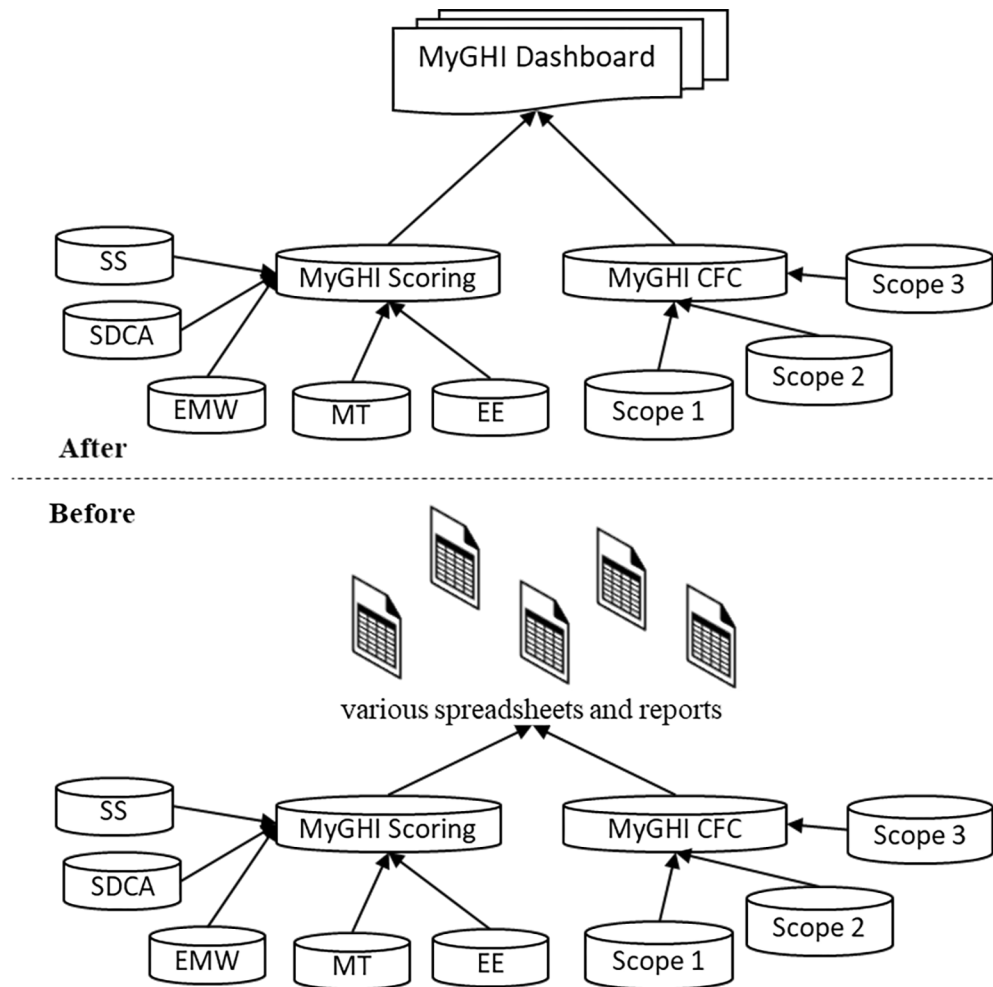 MyGHI Dashboard
SS
MyGHI Scoring
MyGHI CFC
Scope 3
SDCA
Scope 2
EMW
MT
EE
Scope 1
After
Before
various spreadsheets and reports
SS
MyGHI Scoring
MyGHI CFC
Scope 3
SDCA
Scope 2
EMW
MT
EE
Scope 1